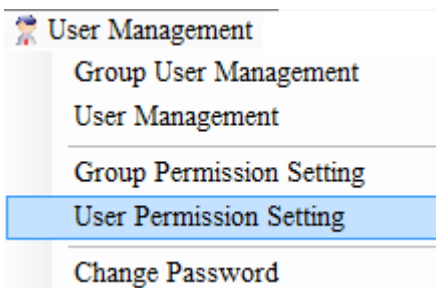 User Management
Group User Management
User Management
Group Permission Setting
User Permission Setting
Change Password